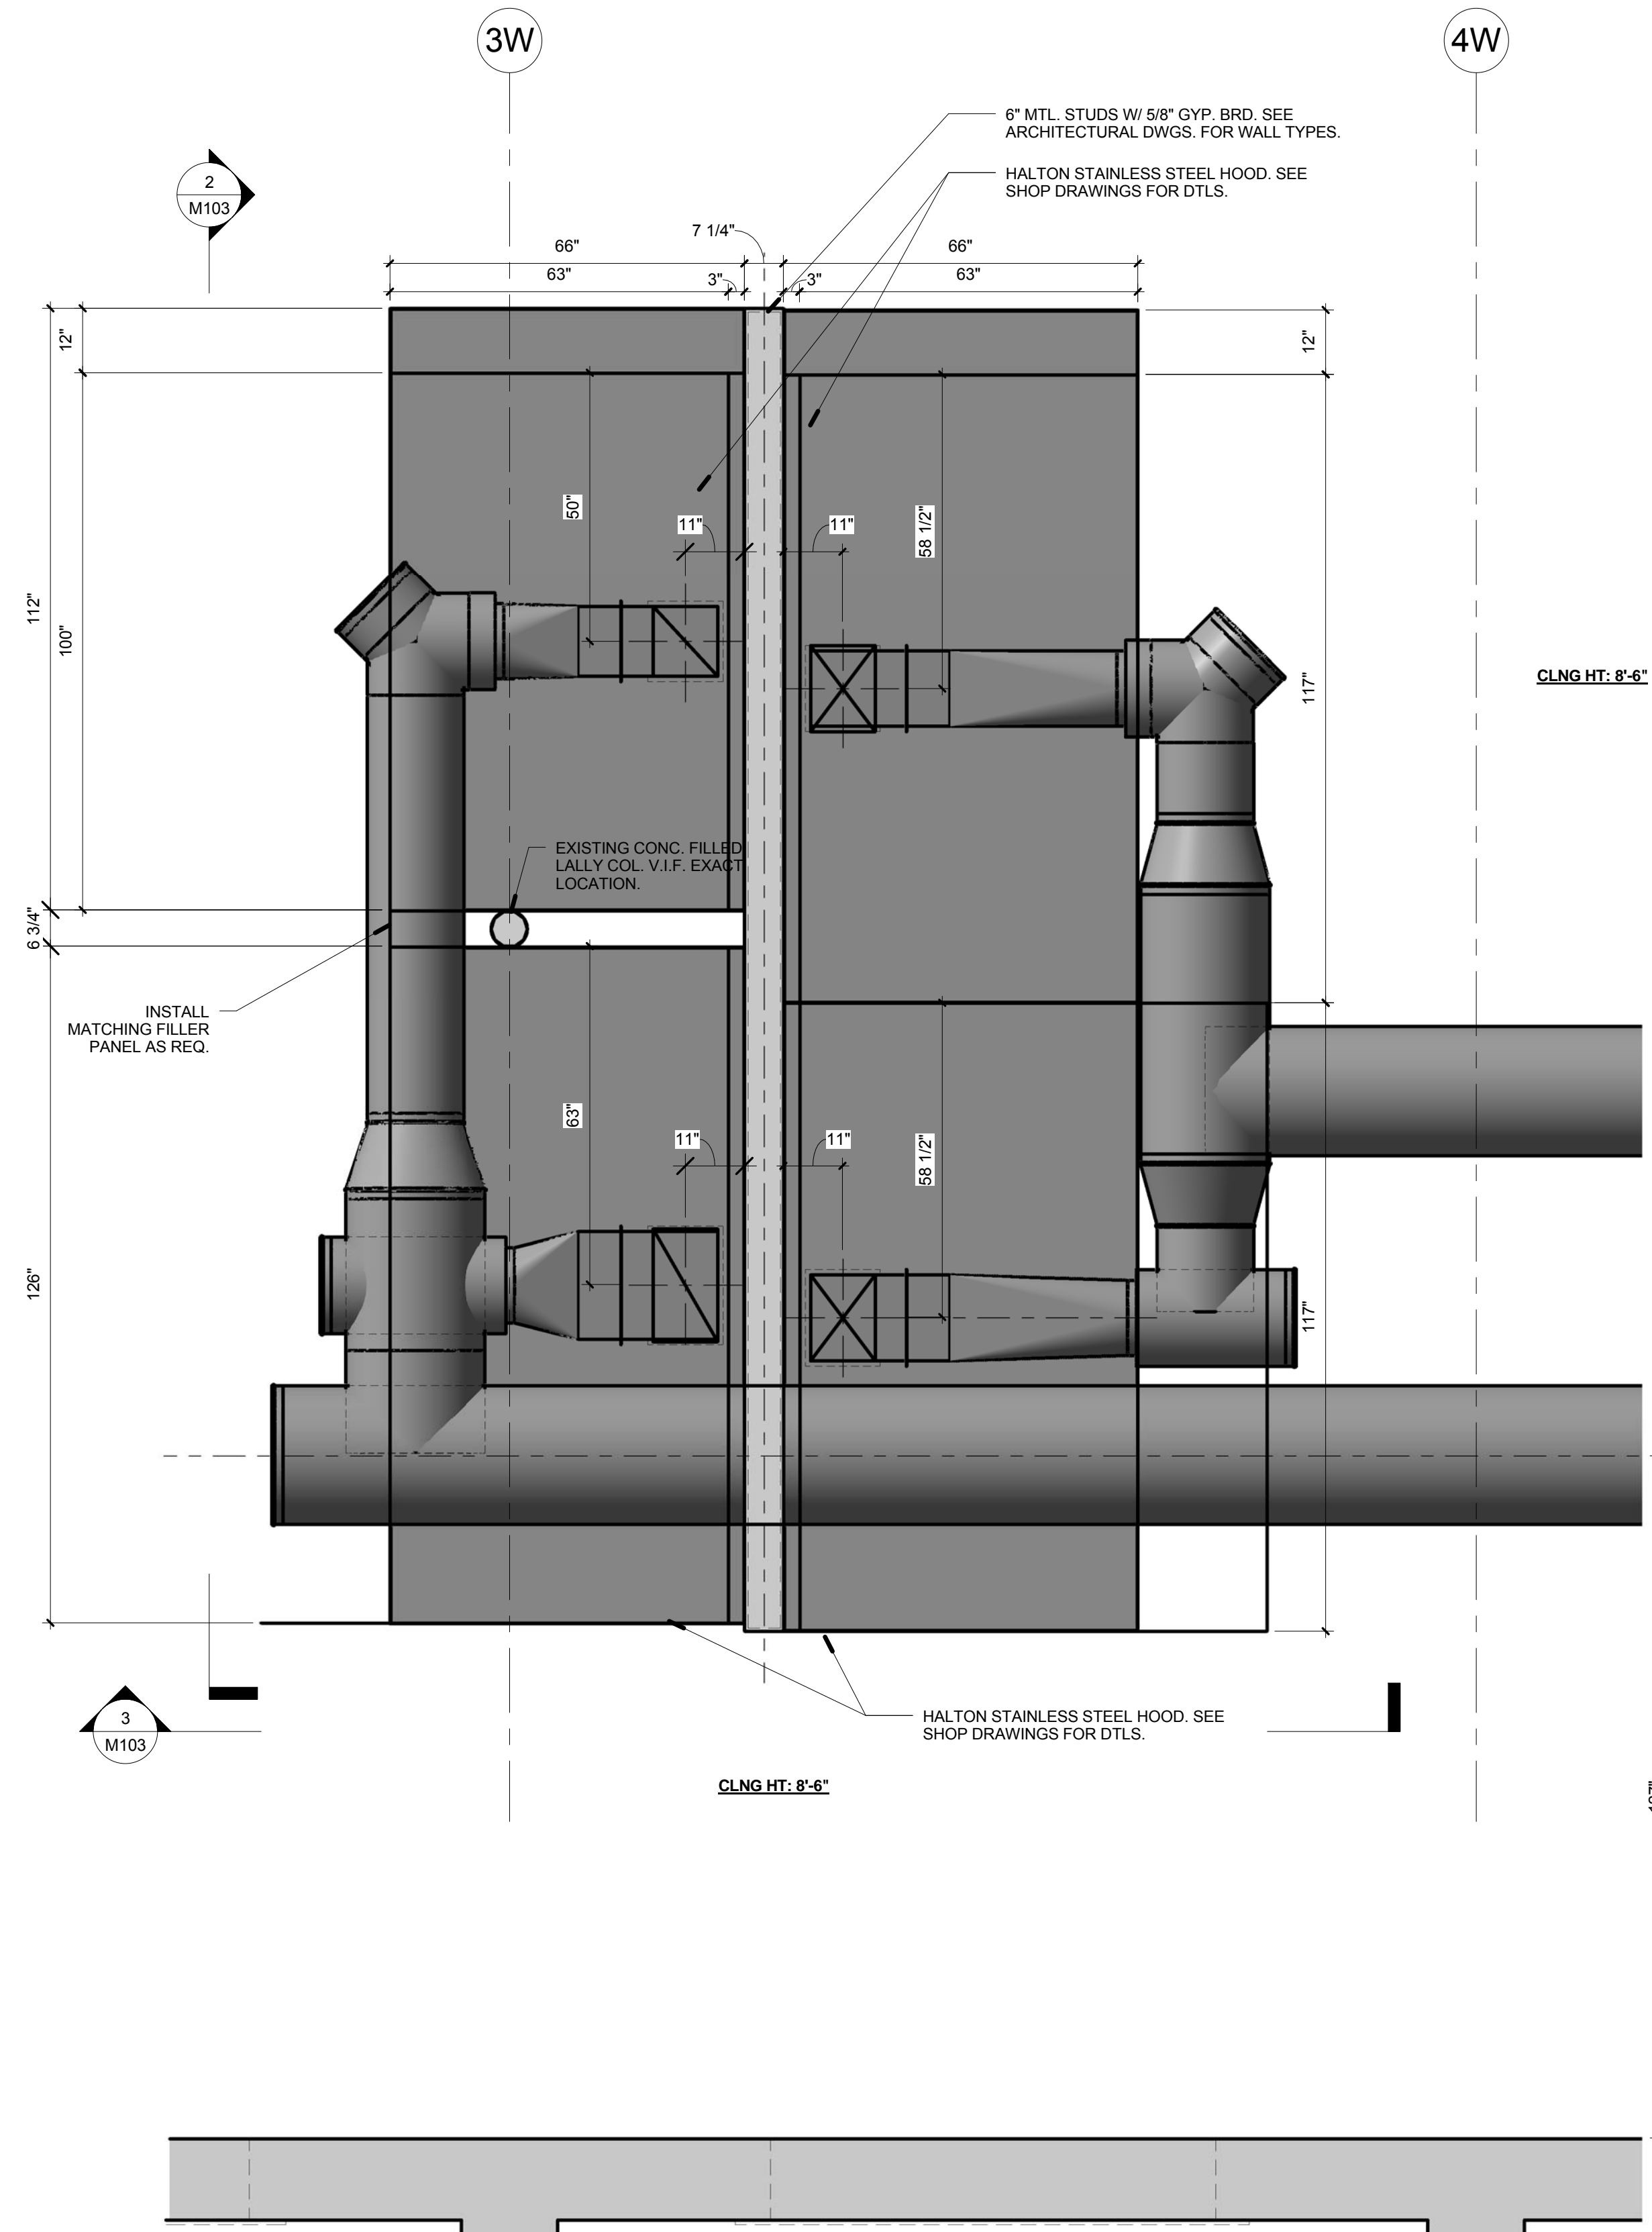 3W
4W
6" MTL. STUDS W/ 5/8" GYP. BRD. SEE
ARCHITECTURAL DWGS. FOR WALL TYPES.
2
M103
HALTON STAINLESS STEEL HOOD. SEE
SHOP DRAWINGS FOR DTLS.
7 1/4"
66"
66"
63"
3"
3"
63"
12"
12"
50"
11"
11"
58 1/2"
112"
100"
117"
CLNG HT: 8'-6"
EXISTING CONC. FILLED
LALLY COL. V.I.F. EXACT
LOCATION.
6 3/4"
INSTALL
MATCHING FILLER
PANEL AS REQ.
63"
11"
11"
58 1/2"
126"
117"
3
M103
HALTON STAINLESS STEEL HOOD. SEE
SHOP DRAWINGS FOR DTLS.
CLNG HT: 8'-6"